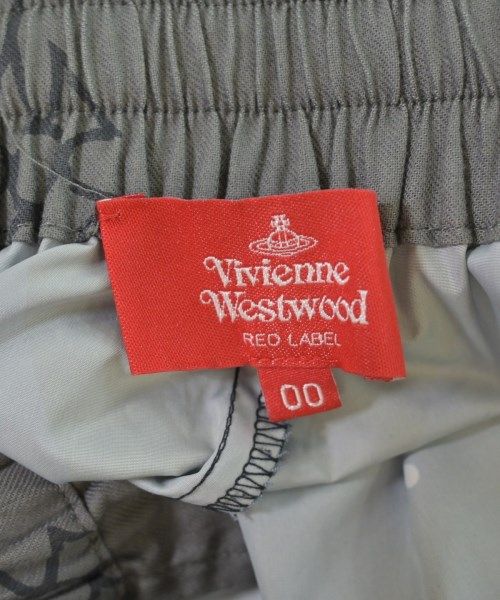 Vivienne
Westwood
RED LABEL
00